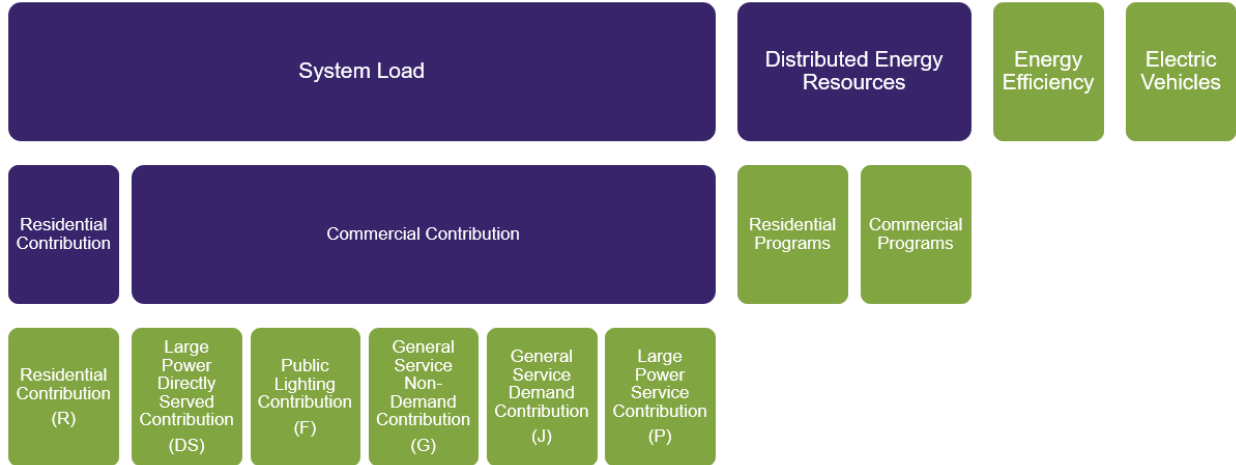 System Load
Distributed Energy
Resources
Energy
Efficiency
Electric
Vehicles
Residential
Contribution
Commercial Contribution
Residential
Programs
Commercial
Programs
Residential
Contribution
(R)
Large
Power
Directly
Served
Contribution
(DS)
Public
Lighting
Contribution
(F)
General
Service
Non-
Demand
Contribution
(G)
General
Service
Demand
Contribution
(J)
Large
Power
Service
Contribution
(P)